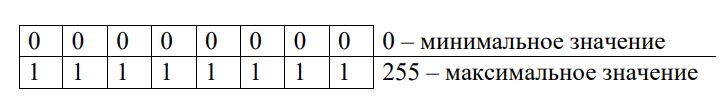 0 0 0 0 0 0 0 0 0 – минимальное значение
1 1 1 1 1 1 1 1 255 – максимальное значение